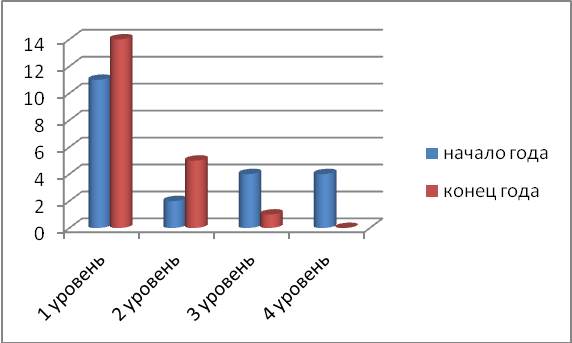 14
12
10
8
6
4
2
0
1 уровень
2 уровень
3 уровень
4 уровень
начало года
конец года